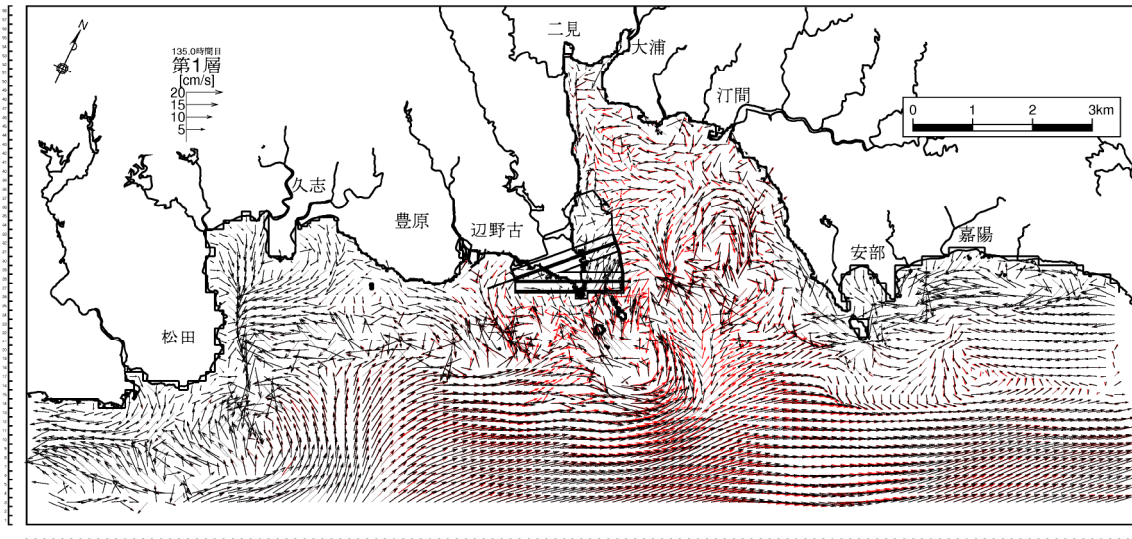 N
135.0時間目
第1層
[cm/s]
20
15
10
5
二見
大浦
汀間
0 1 2 3km
久志
豊原
辺野古
安部
嘉陽
松田